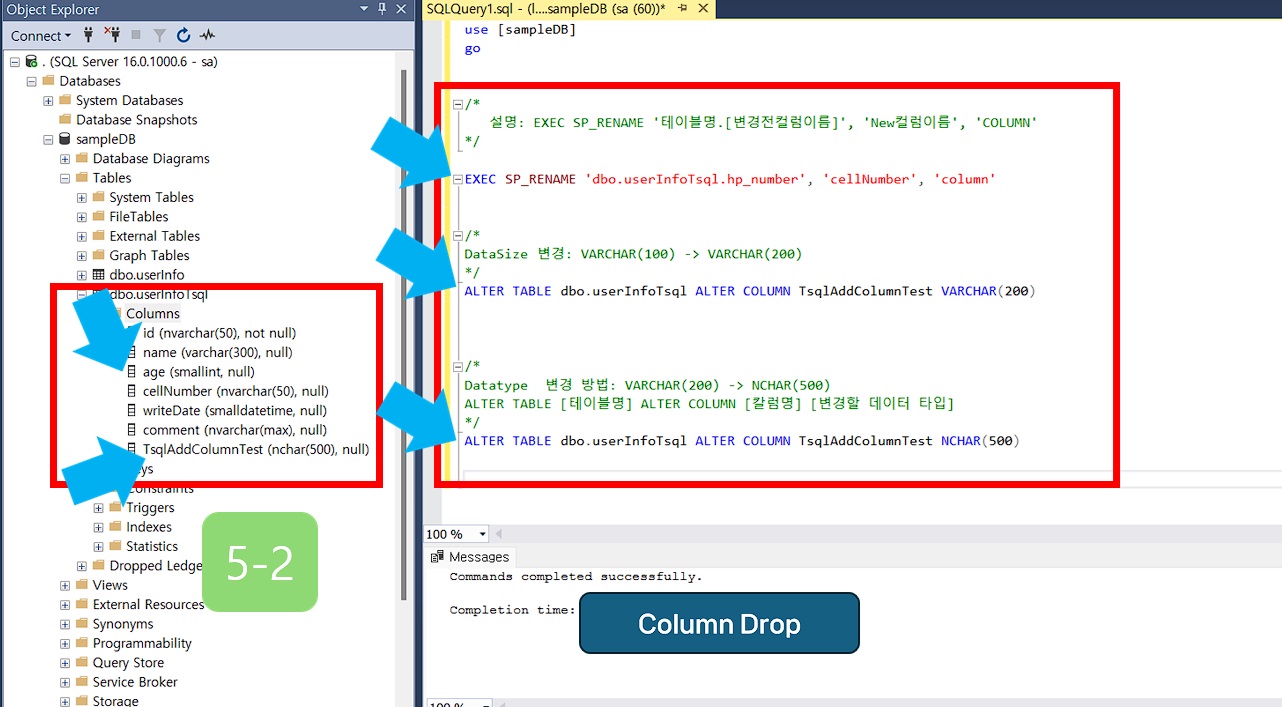 Object Explorer
Connect
. (SQL Server 16.0.1000.6 - sa)
Databases
System Databases
Database Snapshots
sampleDB
Database Diagrams
Tables
System Tables
FileTables
External Tables
Graph Tables
dbo.userInfo
dbo.userInfoTsql
Columns
id (nvarchar(50), not null)
name (varchar(300), null)
age (smallint, null)
cellNumber (nvarchar(50), null)
writeDate (smalldatetime, null)
comment (nvarchar(max), null)
TsqlAddColumnTest (nchar(500), null)
Constraints
Triggers
Indexes
Statistics
Dropped Ledge
Views
External Resources
Synonyms
Programmability
Query Store
Service Broker
Storage
5-2
SQLQuery1.sql - (l....sampleDB (sa (60))*
use [sampleDB]
go
/*
설명: EXEC SP_RENAME '테이블명.[변경전컬럼이름]', 'New컬럼이름', 'COLUMN'
*/
EXEC SP_RENAME 'dbo.userInfoTsql.hp_number', 'cellNumber', 'column'
/*
DataSize 변경: VARCHAR(100) -> VARCHAR(200)
*/
ALTER TABLE dbo.userInfoTsql ALTER COLUMN TsqlAddColumnTest VARCHAR(200)
/*
Datatype  변경 방법: VARCHAR(200) -> NCHAR(500)
ALTER TABLE [테이블명] ALTER COLUMN [칼럼명] [변경할 데이터 타입]
*/
ALTER TABLE dbo.userInfoTsql ALTER COLUMN TsqlAddColumnTest NCHAR(500)
100 %
Messages
Commands completed successfully.
Completion time:
Column Drop
100 %